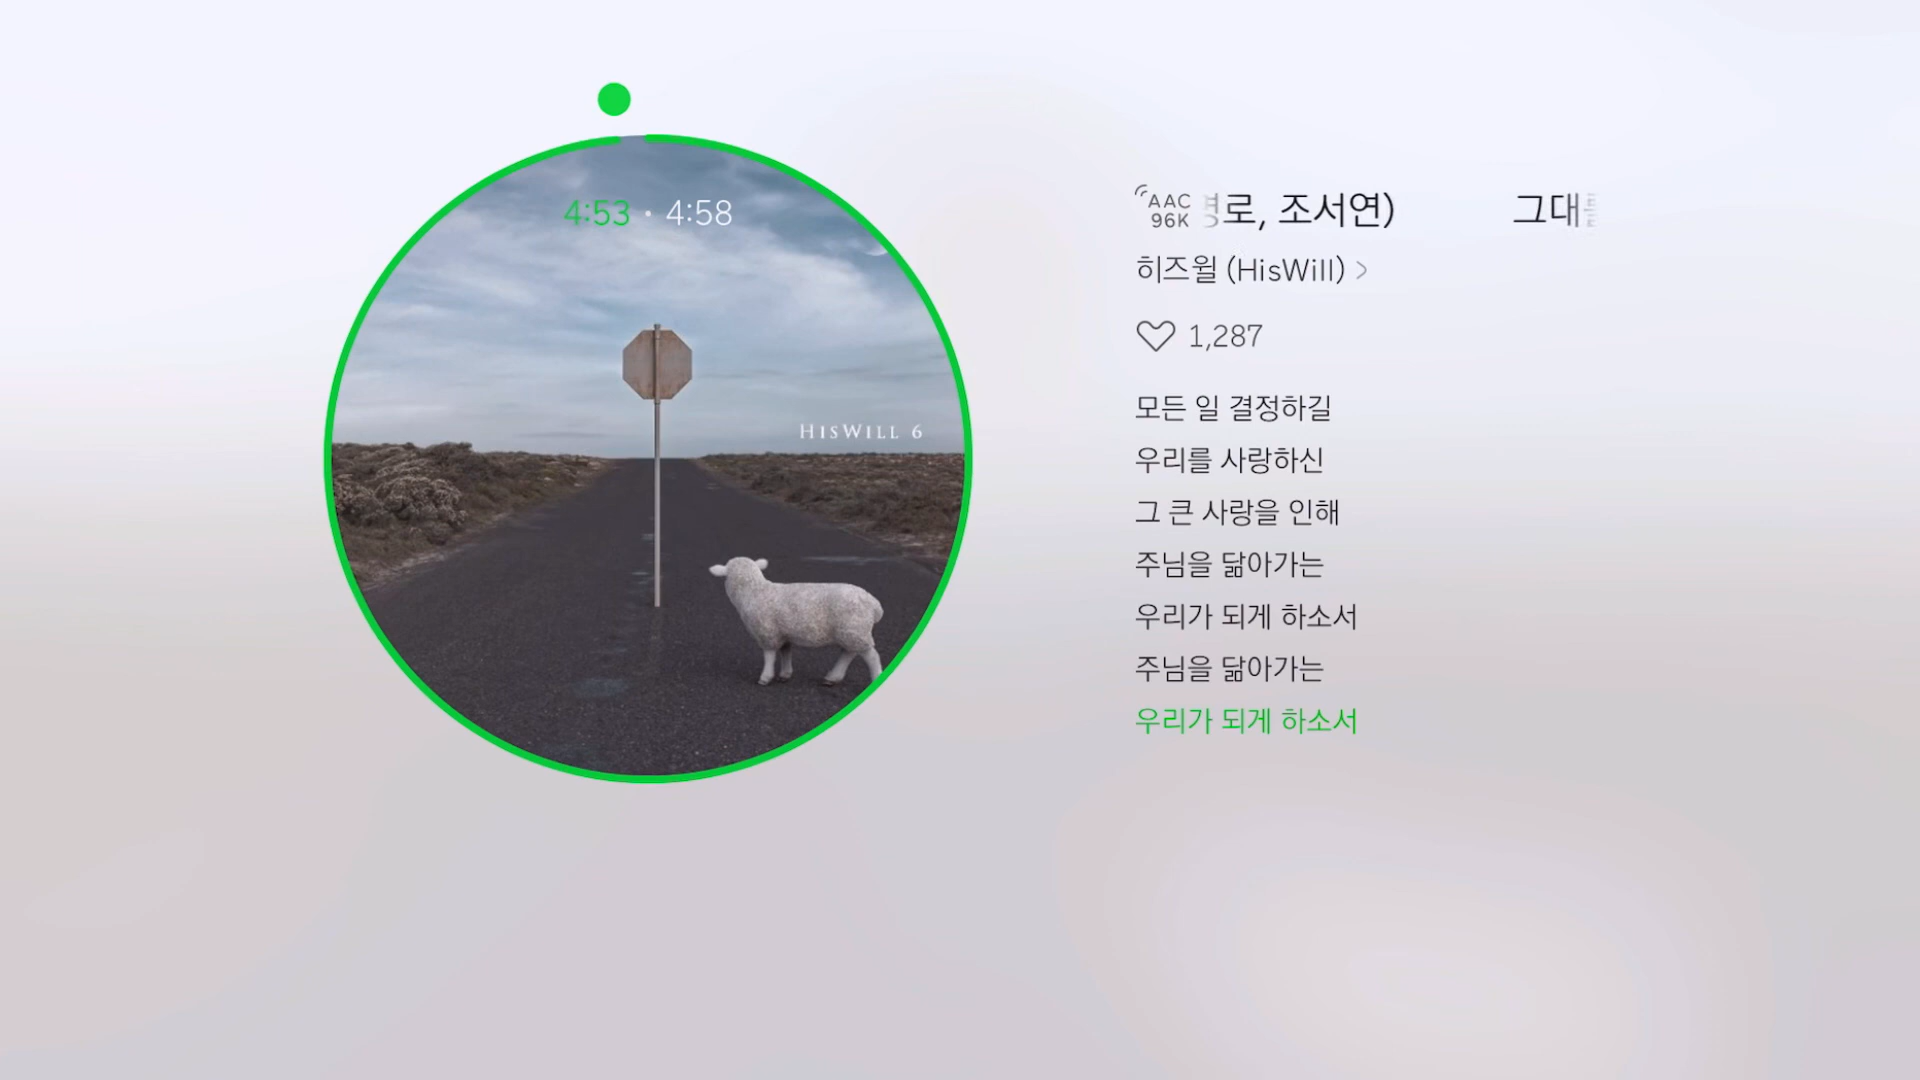 4:53 · 4:58
HISWILL 6
AAC
96K
로, 조서연) 그대
히즈윌 (HisWill) >
1,287
모든 일 결정하길
우리를 사랑하신
그 큰 사랑을 인해
주님을 닮아가는
우리가 되게 하소서
주님을 닮아가는
우리가 되게 하소서